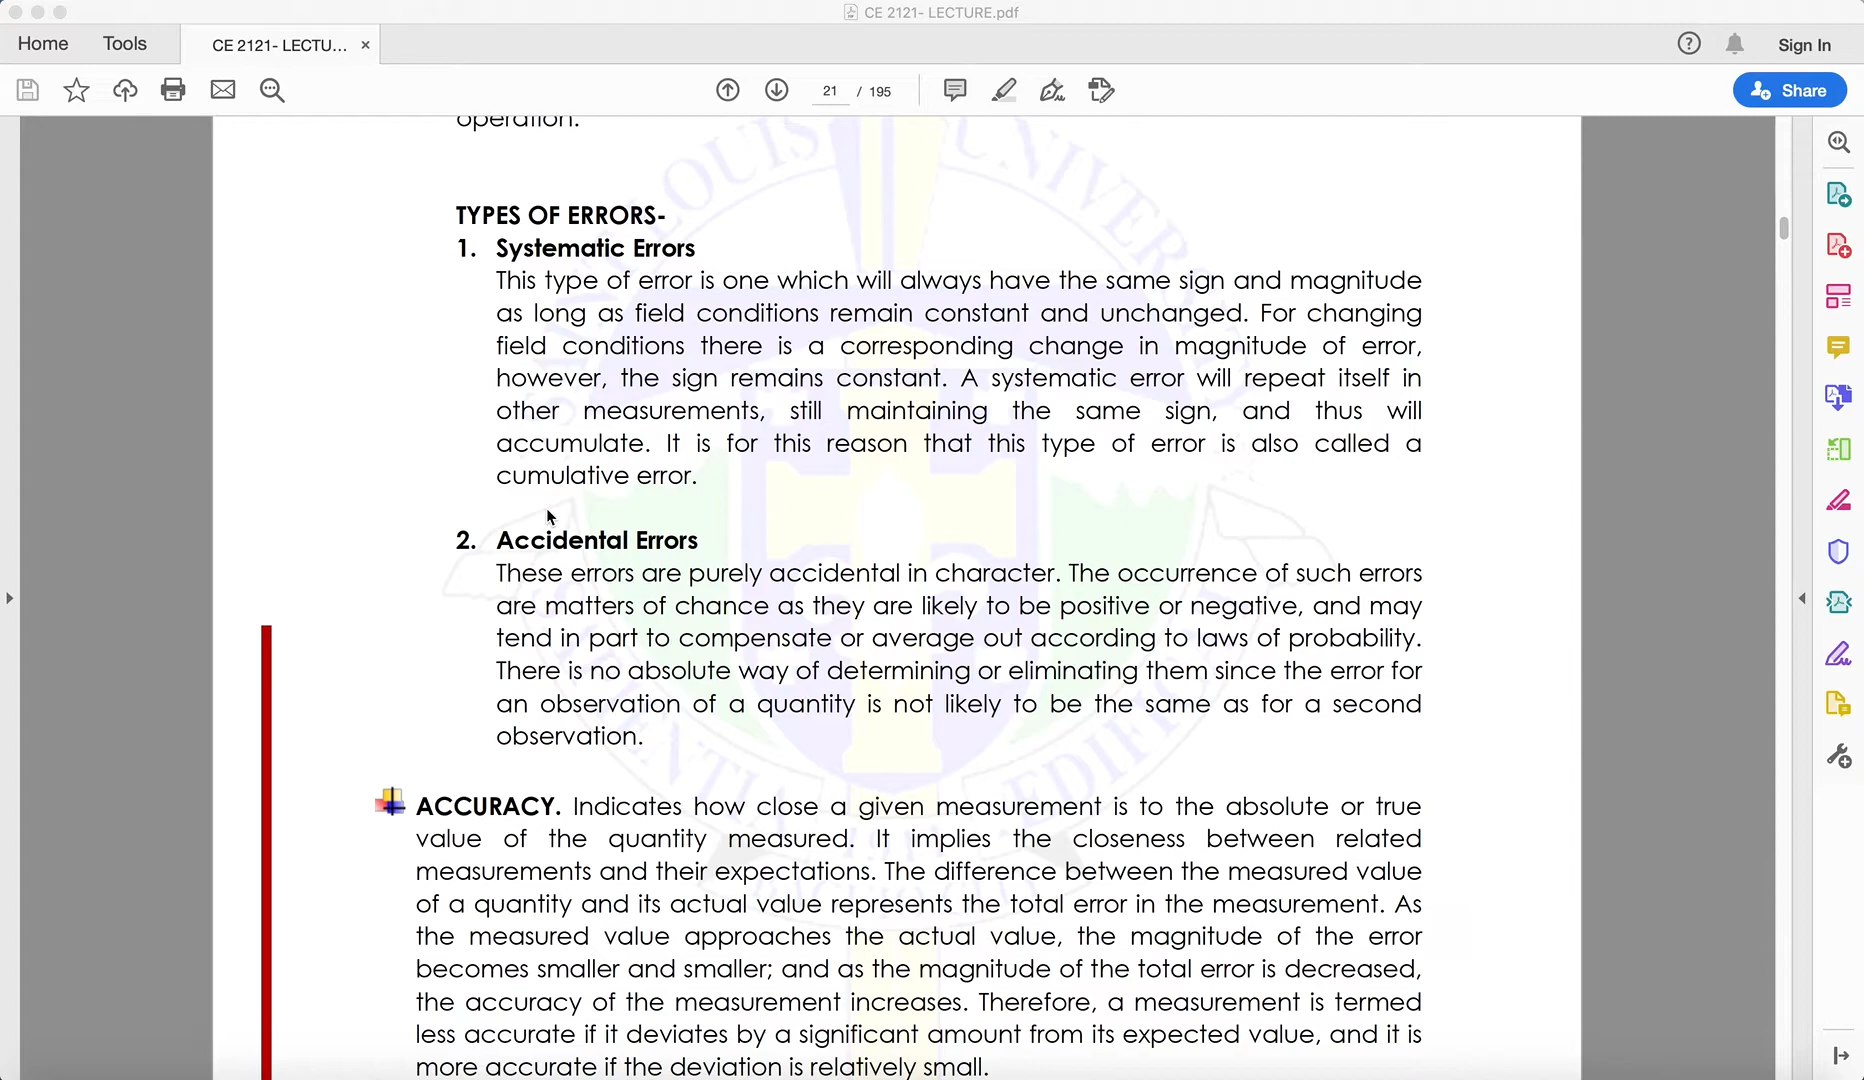 CE 2121- LECTURE.pdf
Home Tools CE 2121- LECTU... × Sign In
21 / 195 Share
operation.
TYPES OF ERRORS-
1. Systematic Errors
This type of error is one which will always have the same sign and magnitude
as long as field conditions remain constant and unchanged. For changing
field conditions there is a corresponding change in magnitude of error,
however, the sign remains constant. A systematic error will repeat itself in
other measurements, still maintaining the same sign, and thus will
accumulate. It is for this reason that this type of error is also called a
cumulative error.
2. Accidental Errors
These errors are purely accidental in character. The occurrence of such errors
are matters of chance as they are likely to be positive or negative, and may
tend in part to compensate or average out according to laws of probability.
There is no absolute way of determining or eliminating them since the error for
an observation of a quantity is not likely to be the same as for a second
observation.
ACCURACY. Indicates how close a given measurement is to the absolute or true
value of the quantity measured. It implies the closeness between related
measurements and their expectations. The difference between the measured value
of a quantity and its actual value represents the total error in the measurement. As
the measured value approaches the actual value, the magnitude of the error
becomes smaller and smaller; and as the magnitude of the total error is decreased,
the accuracy of the measurement increases. Therefore, a measurement is termed
less accurate if it deviates by a significant amount from its expected value, and it is
more accurate if the deviation is relatively small.
SAINT LOUIS UNIVERSITY